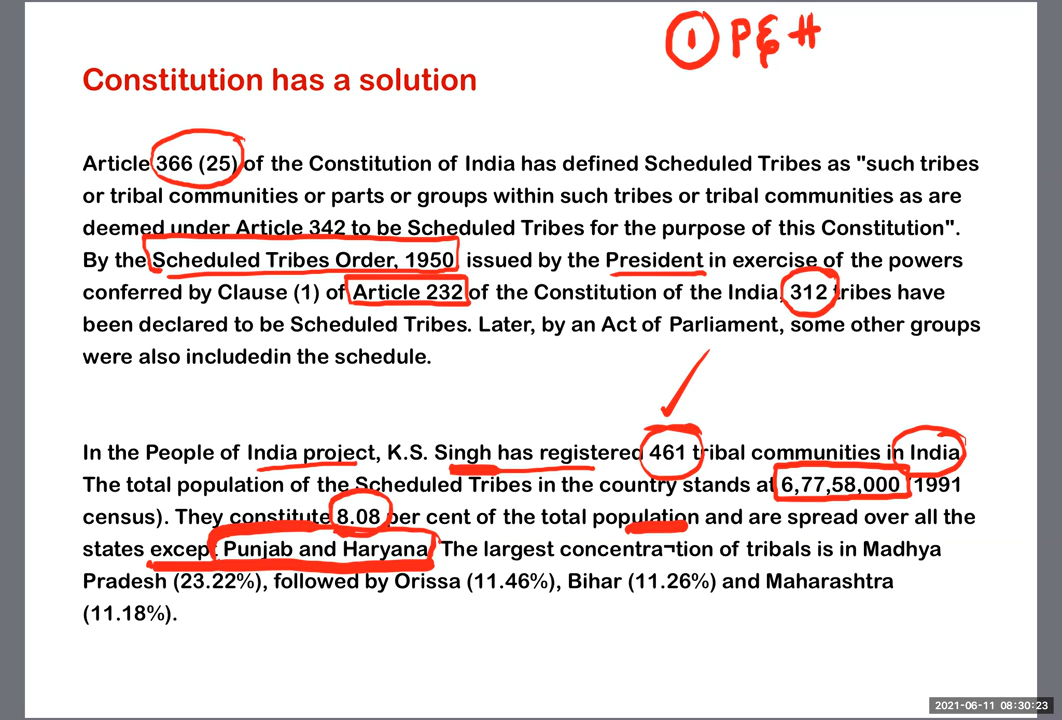 ① P & H
Constitution has a solution
Article 366 (25) of the Constitution of India has defined Scheduled Tribes as "such tribes
or tribal communities or parts or groups within such tribes or tribal communities as are
deemed under Article 342 to be Scheduled Tribes for the purpose of this Constitution".
By the Scheduled Tribes Order, 1950, issued by the President in exercise of the powers
conferred by Clause (1) of Article 232 of the Constitution of the India, 312 tribes have
been declared to be Scheduled Tribes. Later, by an Act of Parliament, some other groups
were also includedin the schedule.
In the People of India project, K.S. Singh has registered 461 tribal communities in India
The total population of the Scheduled Tribes in the country stands at 6,77,58,000 (1991
census). They constitute 8.08 per cent of the total population and are spread over all the
states except Punjab and Haryana. The largest concentra¬tion of tribals is in Madhya
Pradesh (23.22%), followed by Orissa (11.46%), Bihar (11.26%) and Maharashtra
(11.18%).
2021-06-11 08:30:23